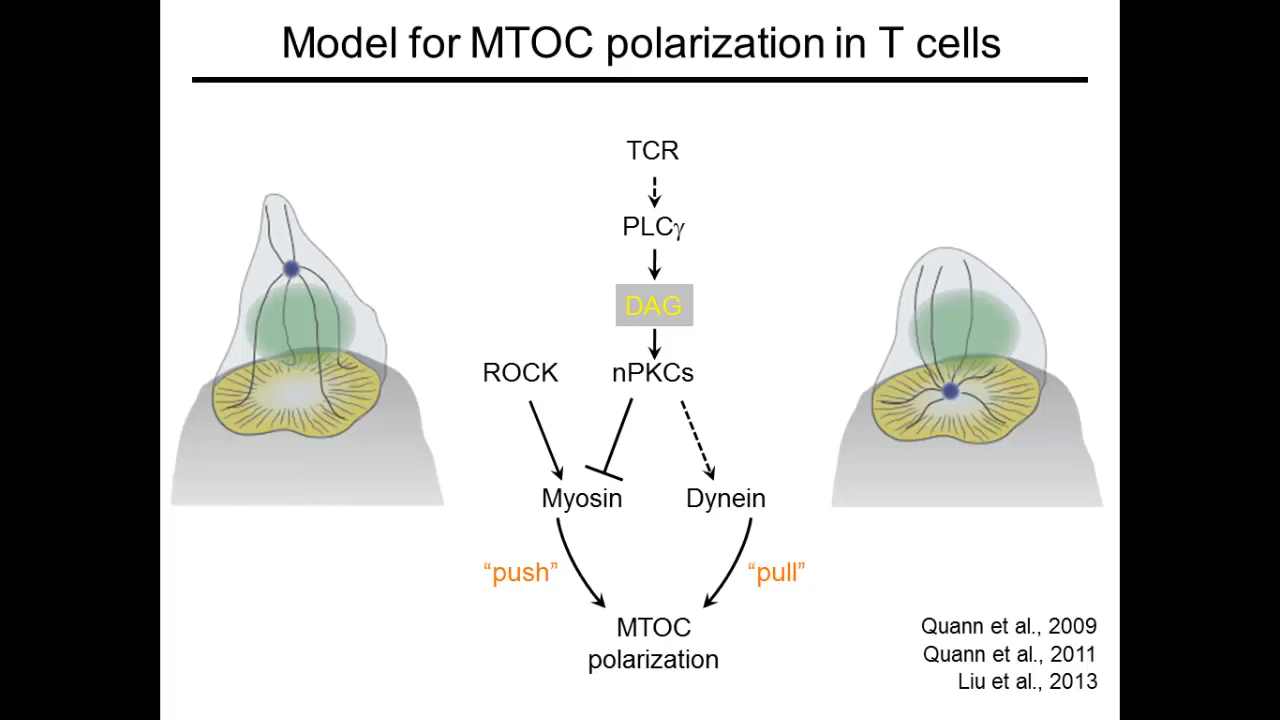 Model for MTOC polarization in T cells
TCR
PLCγ
DAG
ROCK
nPKCs
Myosin
Dynein
“push”
“pull”
MTOC
polarization
Quann et al., 2009
Quann et al., 2011
Liu et al., 2013